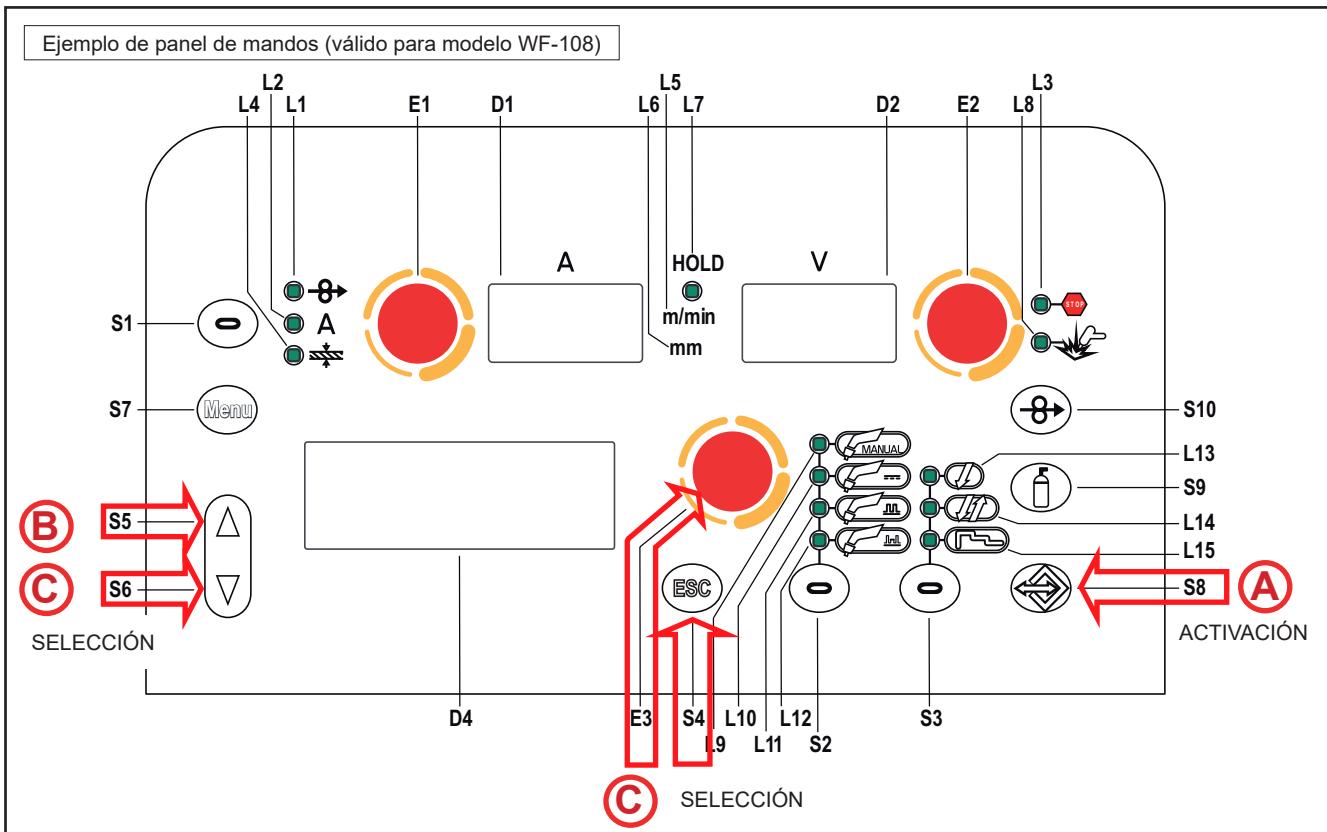 Ejemplo de panel de mandos (válido para modelo WF-108)
L2 L5 L3
L4 L1 E1 D1 L6 L7 D2 E2 L8
A HOLD V
STOP
S1 A m/min
mm
S7 Menu S10
MANUAL
L13
B S5 S9
L14
L15
C S6 ESC S8 A
SELECCIÓN ACTIVACIÓN
D4 E3 S4 L10 L12 S3
L9 L11 S2
C SELECCIÓN